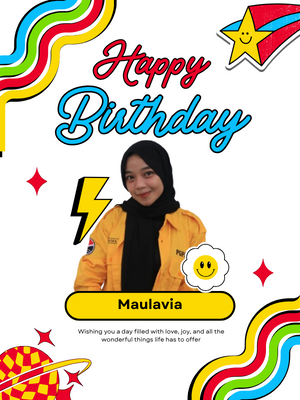 Happy
Birthday
Maulavia
Wishing you a day filled with love, joy, and all the
wonderful things life has to offer